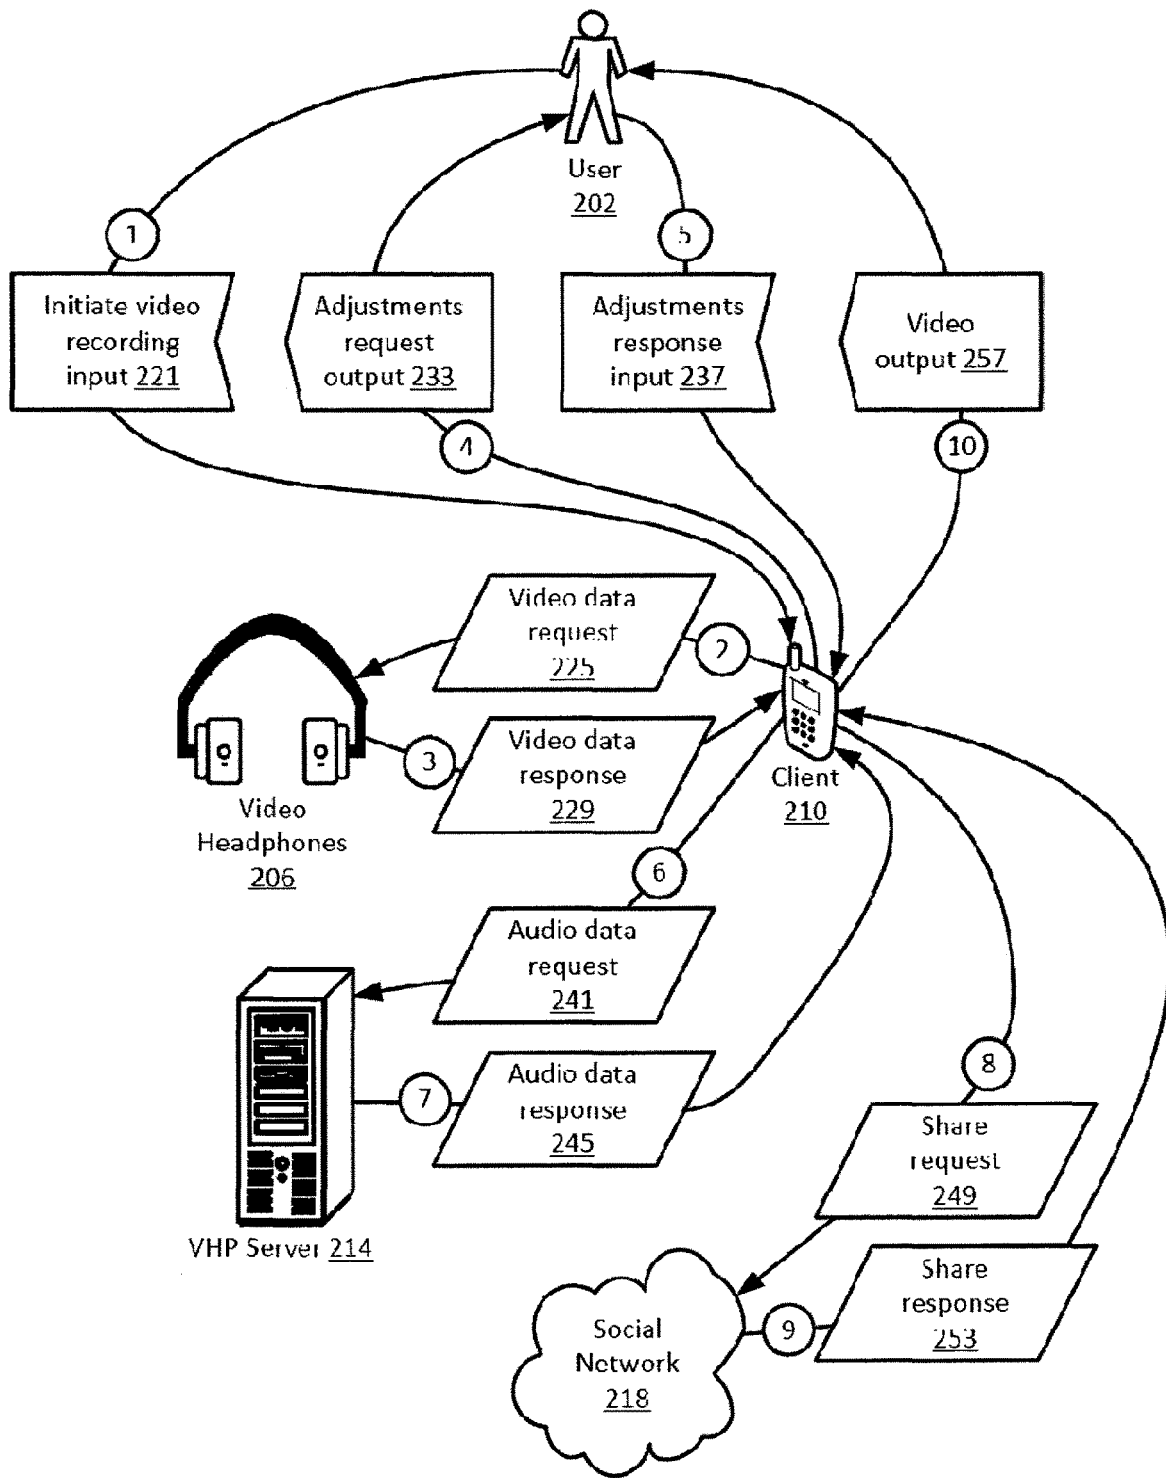 User
202
1
5
Initiate video
recording
input 221
Adjustments
request
output 233
Adjustments
response
input 237
Video
output 257
4
10
Video data
request
225
2
Video data
response
229
3
Client
210
Video
Headphones
206
6
Audio data
request
241
7
Audio data
response
245
8
Share
request
249
VHP Server 214
Share
response
253
9
Social
Network
218